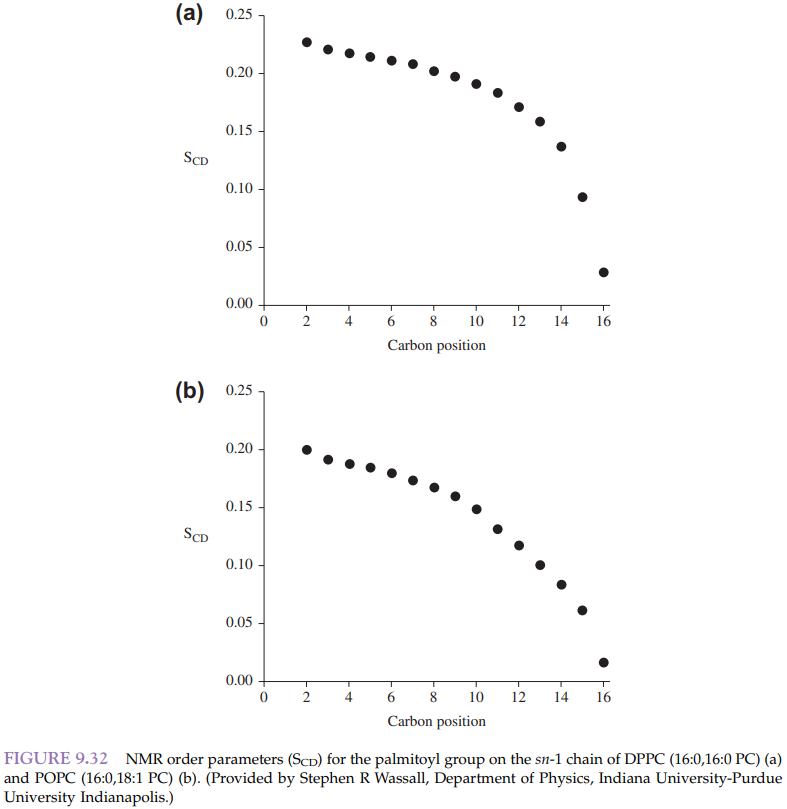 (a)
0.25
0.20
0.15
S_CD
0.10
0.05
0.00
0 2 4 6 8 10 12 14 16
Carbon position
(b)
0.25
0.20
0.15
S_CD
0.10
0.05
0.00
0 2 4 6 8 10 12 14 16
Carbon position
FIGURE 9.32 NMR order parameters (S_CD) for the palmitoyl group on the sn-1 chain of DPPC (16:0,16:0 PC) (a)
and POPC (16:0,18:1 PC) (b). (Provided by Stephen R Wassall, Department of Physics, Indiana University-Purdue
University Indianapolis.)